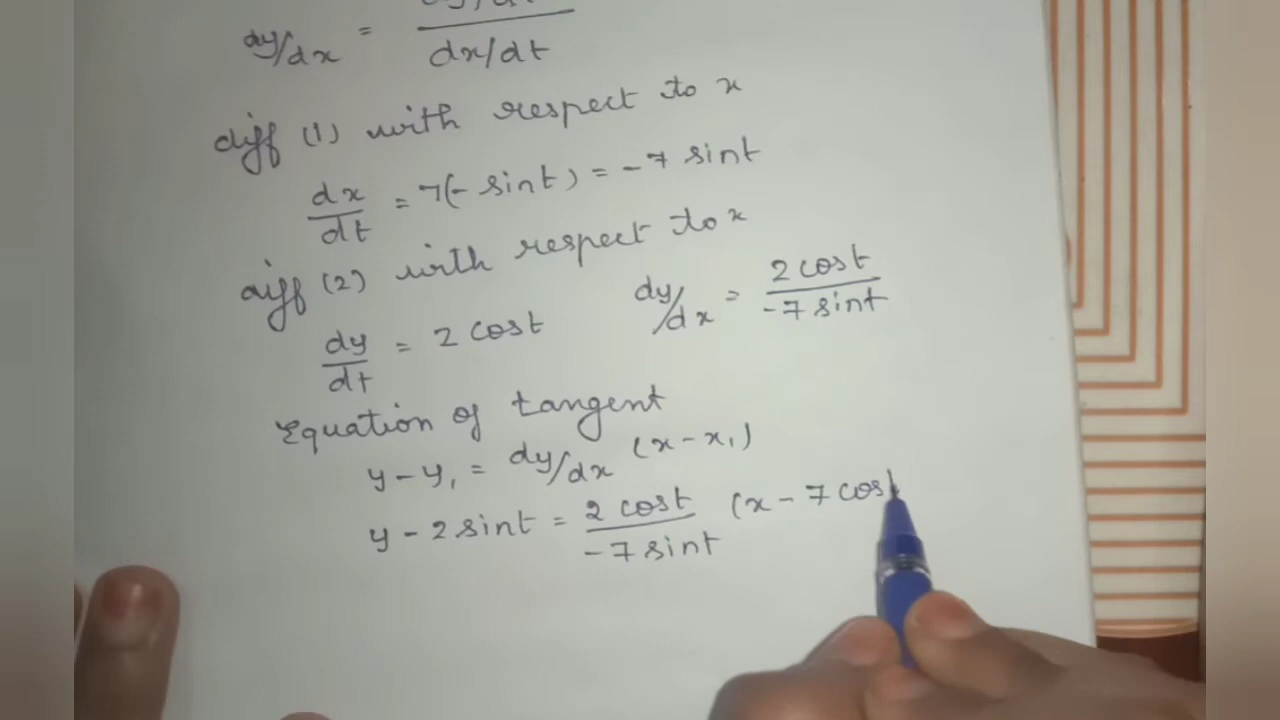 dy/dx = dx/dt
diff (1) with respect to x
dx/dt = 7(- sint) = -7 sint
diff (2) with respect to x
dy/dt = 2 cost dy/dx = 2 cost / -7 sint
Equation of tangent
y - y₁ = dy/dx (x - x₁)
y - 2 sint = 2 cost / -7 sint (x - 7 cos